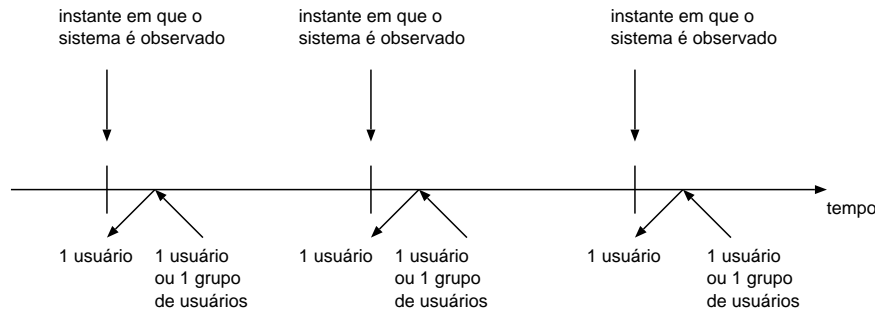 instante em que o
sistema é observado
instante em que o
sistema é observado
instante em que o
sistema é observado
tempo
1 usuário
1 usuário
ou 1 grupo
de usuários
1 usuário
1 usuário
ou 1 grupo
de usuários
1 usuário
1 usuário
ou 1 grupo
de usuários